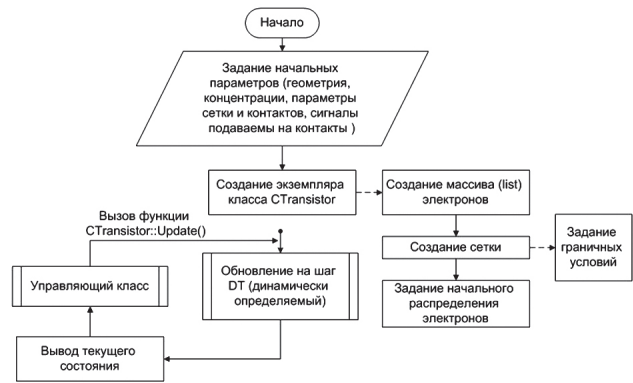 Начало
Задание начальных
параметров (геометрия,
концентрации, параметры
сетки и контактов, сигналы
подаваемы на контакты )
Создание экземпляра
класса CTransistor
Создание массива (list)
электронов
Вызов функции
CTransistor::Update()
Создание сетки
Задание
граничных
условий
Управляющий класс
Обновление на шаг
DT (динамически
определяемый)
Задание начального
распределения
электронов
Вывод текущего
состояния